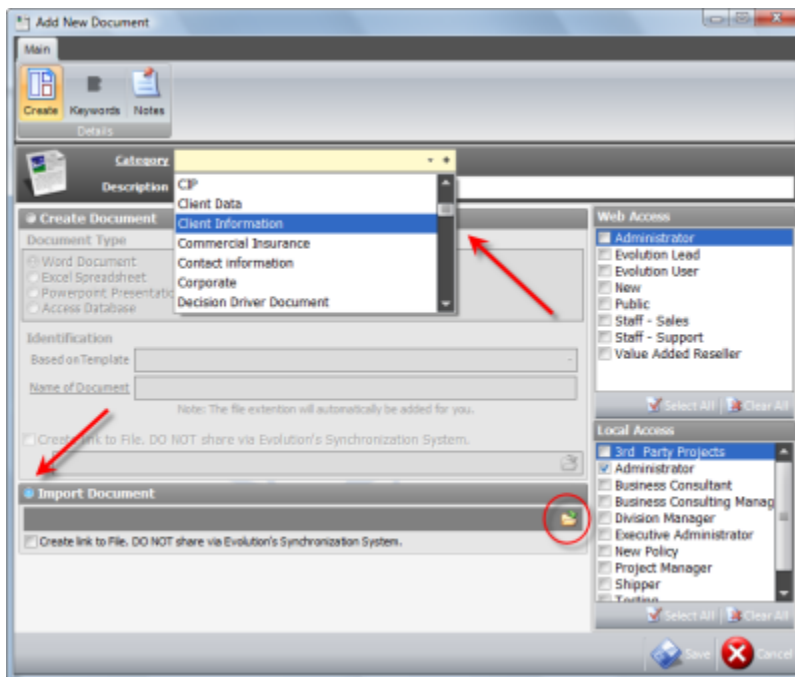 Add New Document
Main
Create Keywords Notes
Details
Category
Description
CIP
Client Data
Client Information
Commercial Insurance
Contact information
Corporate
Decision Driver Document
Create Document
Document Type
Word Document
Excel Spreadsheet
Powerpoint Presentatio
Access Database
Identification
Based on Template
Name of Document
Note: The file extention will automatically be added for you.
Create link to File. DO NOT share via Evolution's Synchronization System.
Import Document
Create link to File. DO NOT share via Evolution's Synchronization System.
Web Access
Administrator
Evolution Lead
Evolution User
New
Public
Staff - Sales
Staff - Support
Value Added Reseller
Select All Clear All
Local Access
3rd Party Projects
Administrator
Business Consultant
Business Consulting Manag
Division Manager
Executive Administrator
New Policy
Project Manager
Shipper
Testing
Select All Clear All
Save Cancel